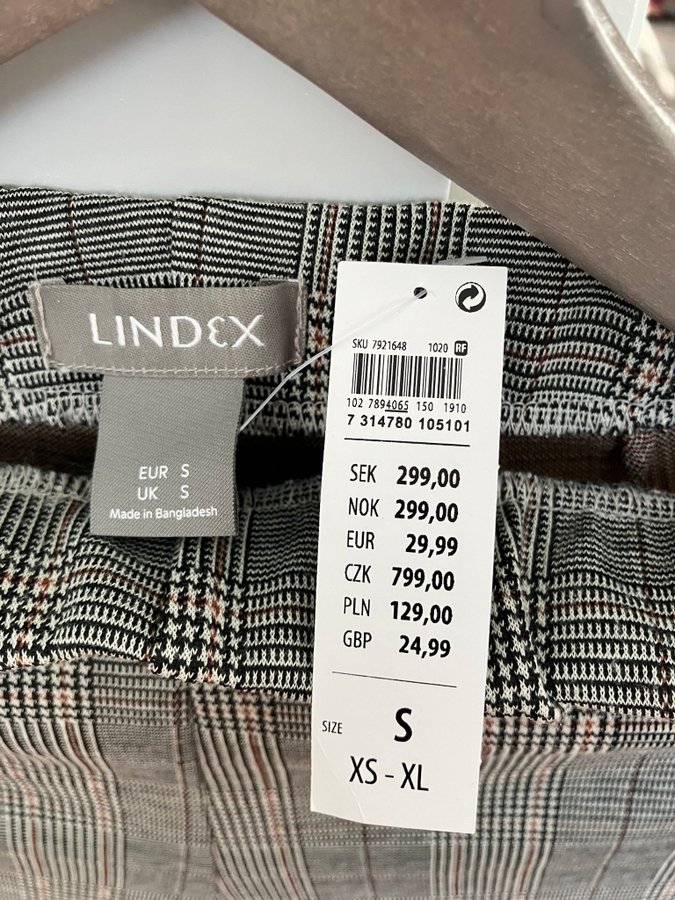 LINDEX
EUR S
UK S
Made in Bangladesh
SKU 7921648 1020 RF
102 7894065 150 1910
7 314780 105101
SEK 299,00
NOK 299,00
EUR 29,99
CZK 799,00
PLN 129,00
GBP 24,99
SIZE S
XS - XL